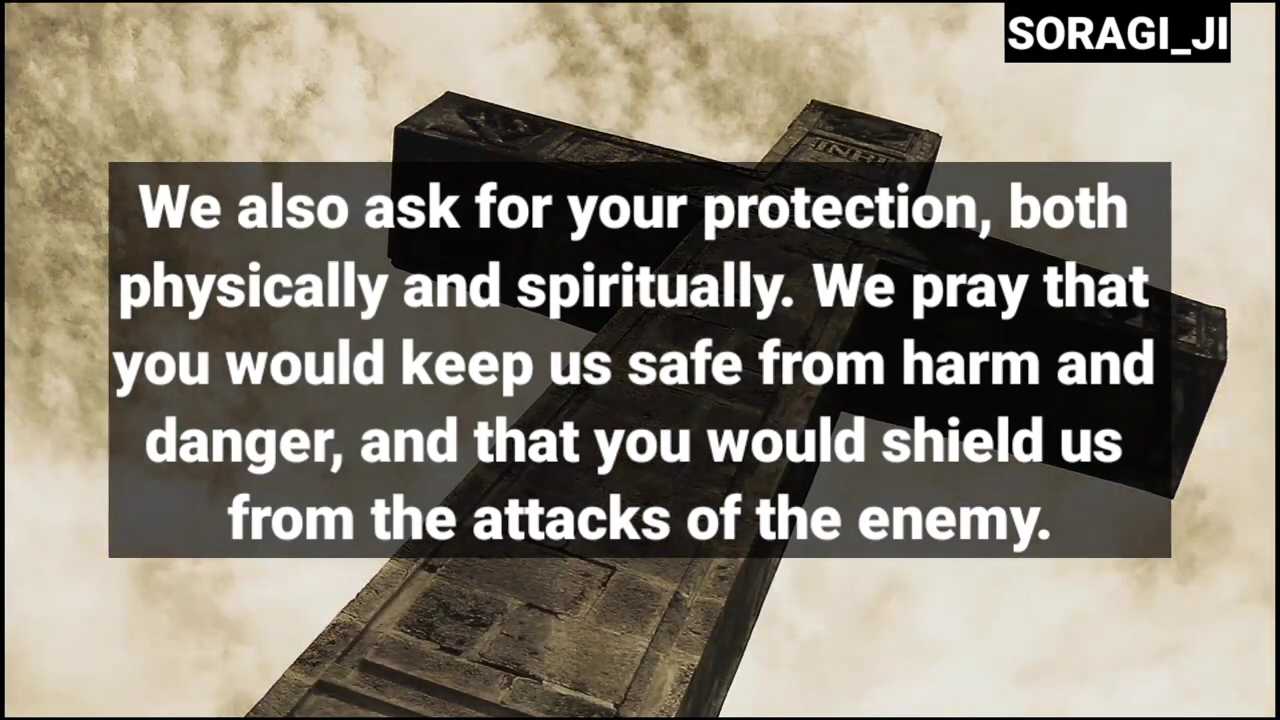 SORAGI_JI
INRI
We also ask for your protection, both
physically and spiritually. We pray that
you would keep us safe from harm and
danger, and that you would shield us
from the attacks of the enemy.